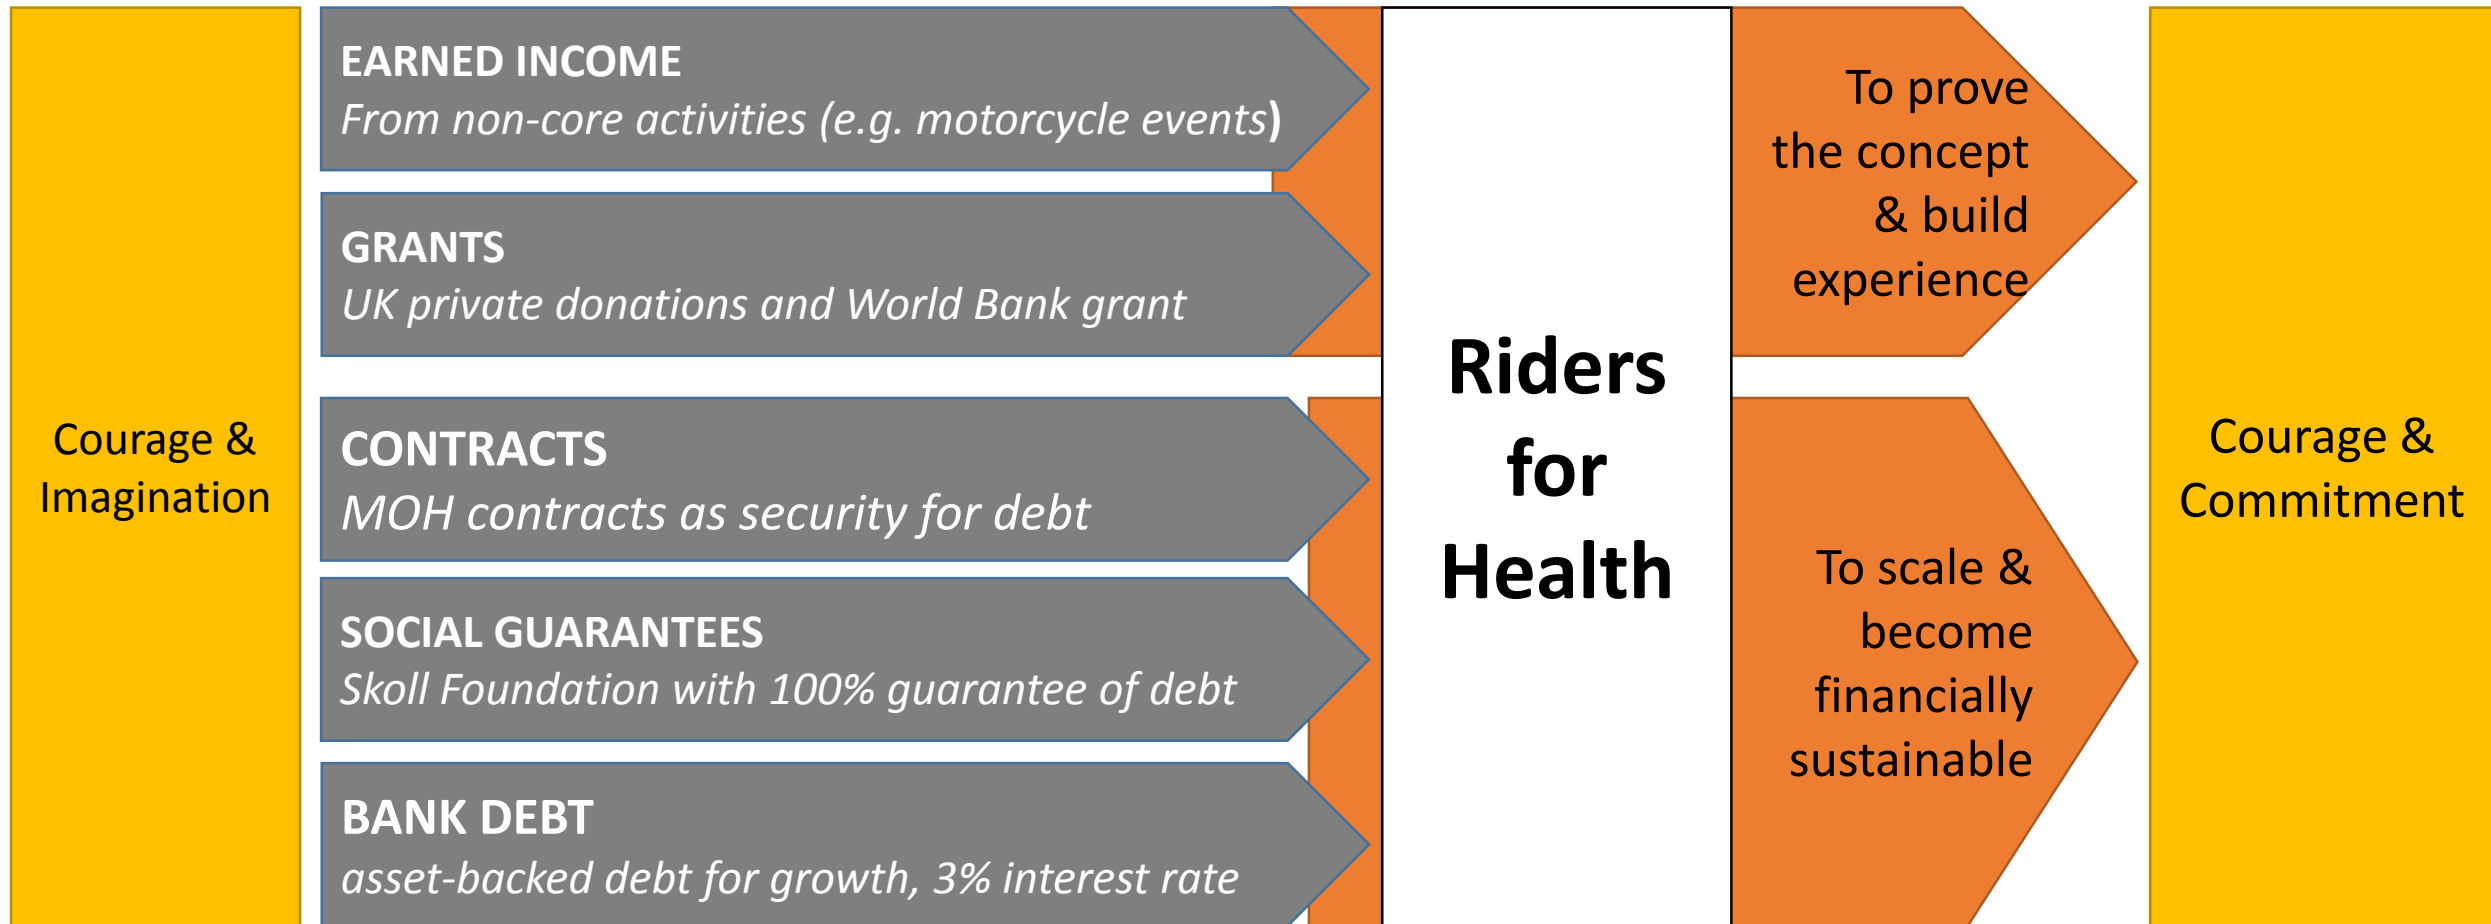 Courage &
Imagination
EARNED INCOME
From non-core activities (e.g. motorcycle events)
GRANTS
UK private donations and World Bank grant
CONTRACTS
MOH contracts as security for debt
SOCIAL GUARANTEES
Skoll Foundation with 100% guarantee of debt
BANK DEBT
asset-backed debt for growth, 3% interest rate
Riders
for
Health
To prove
the concept
& build
experience
To scale &
become
financially
sustainable
Courage &
Commitment